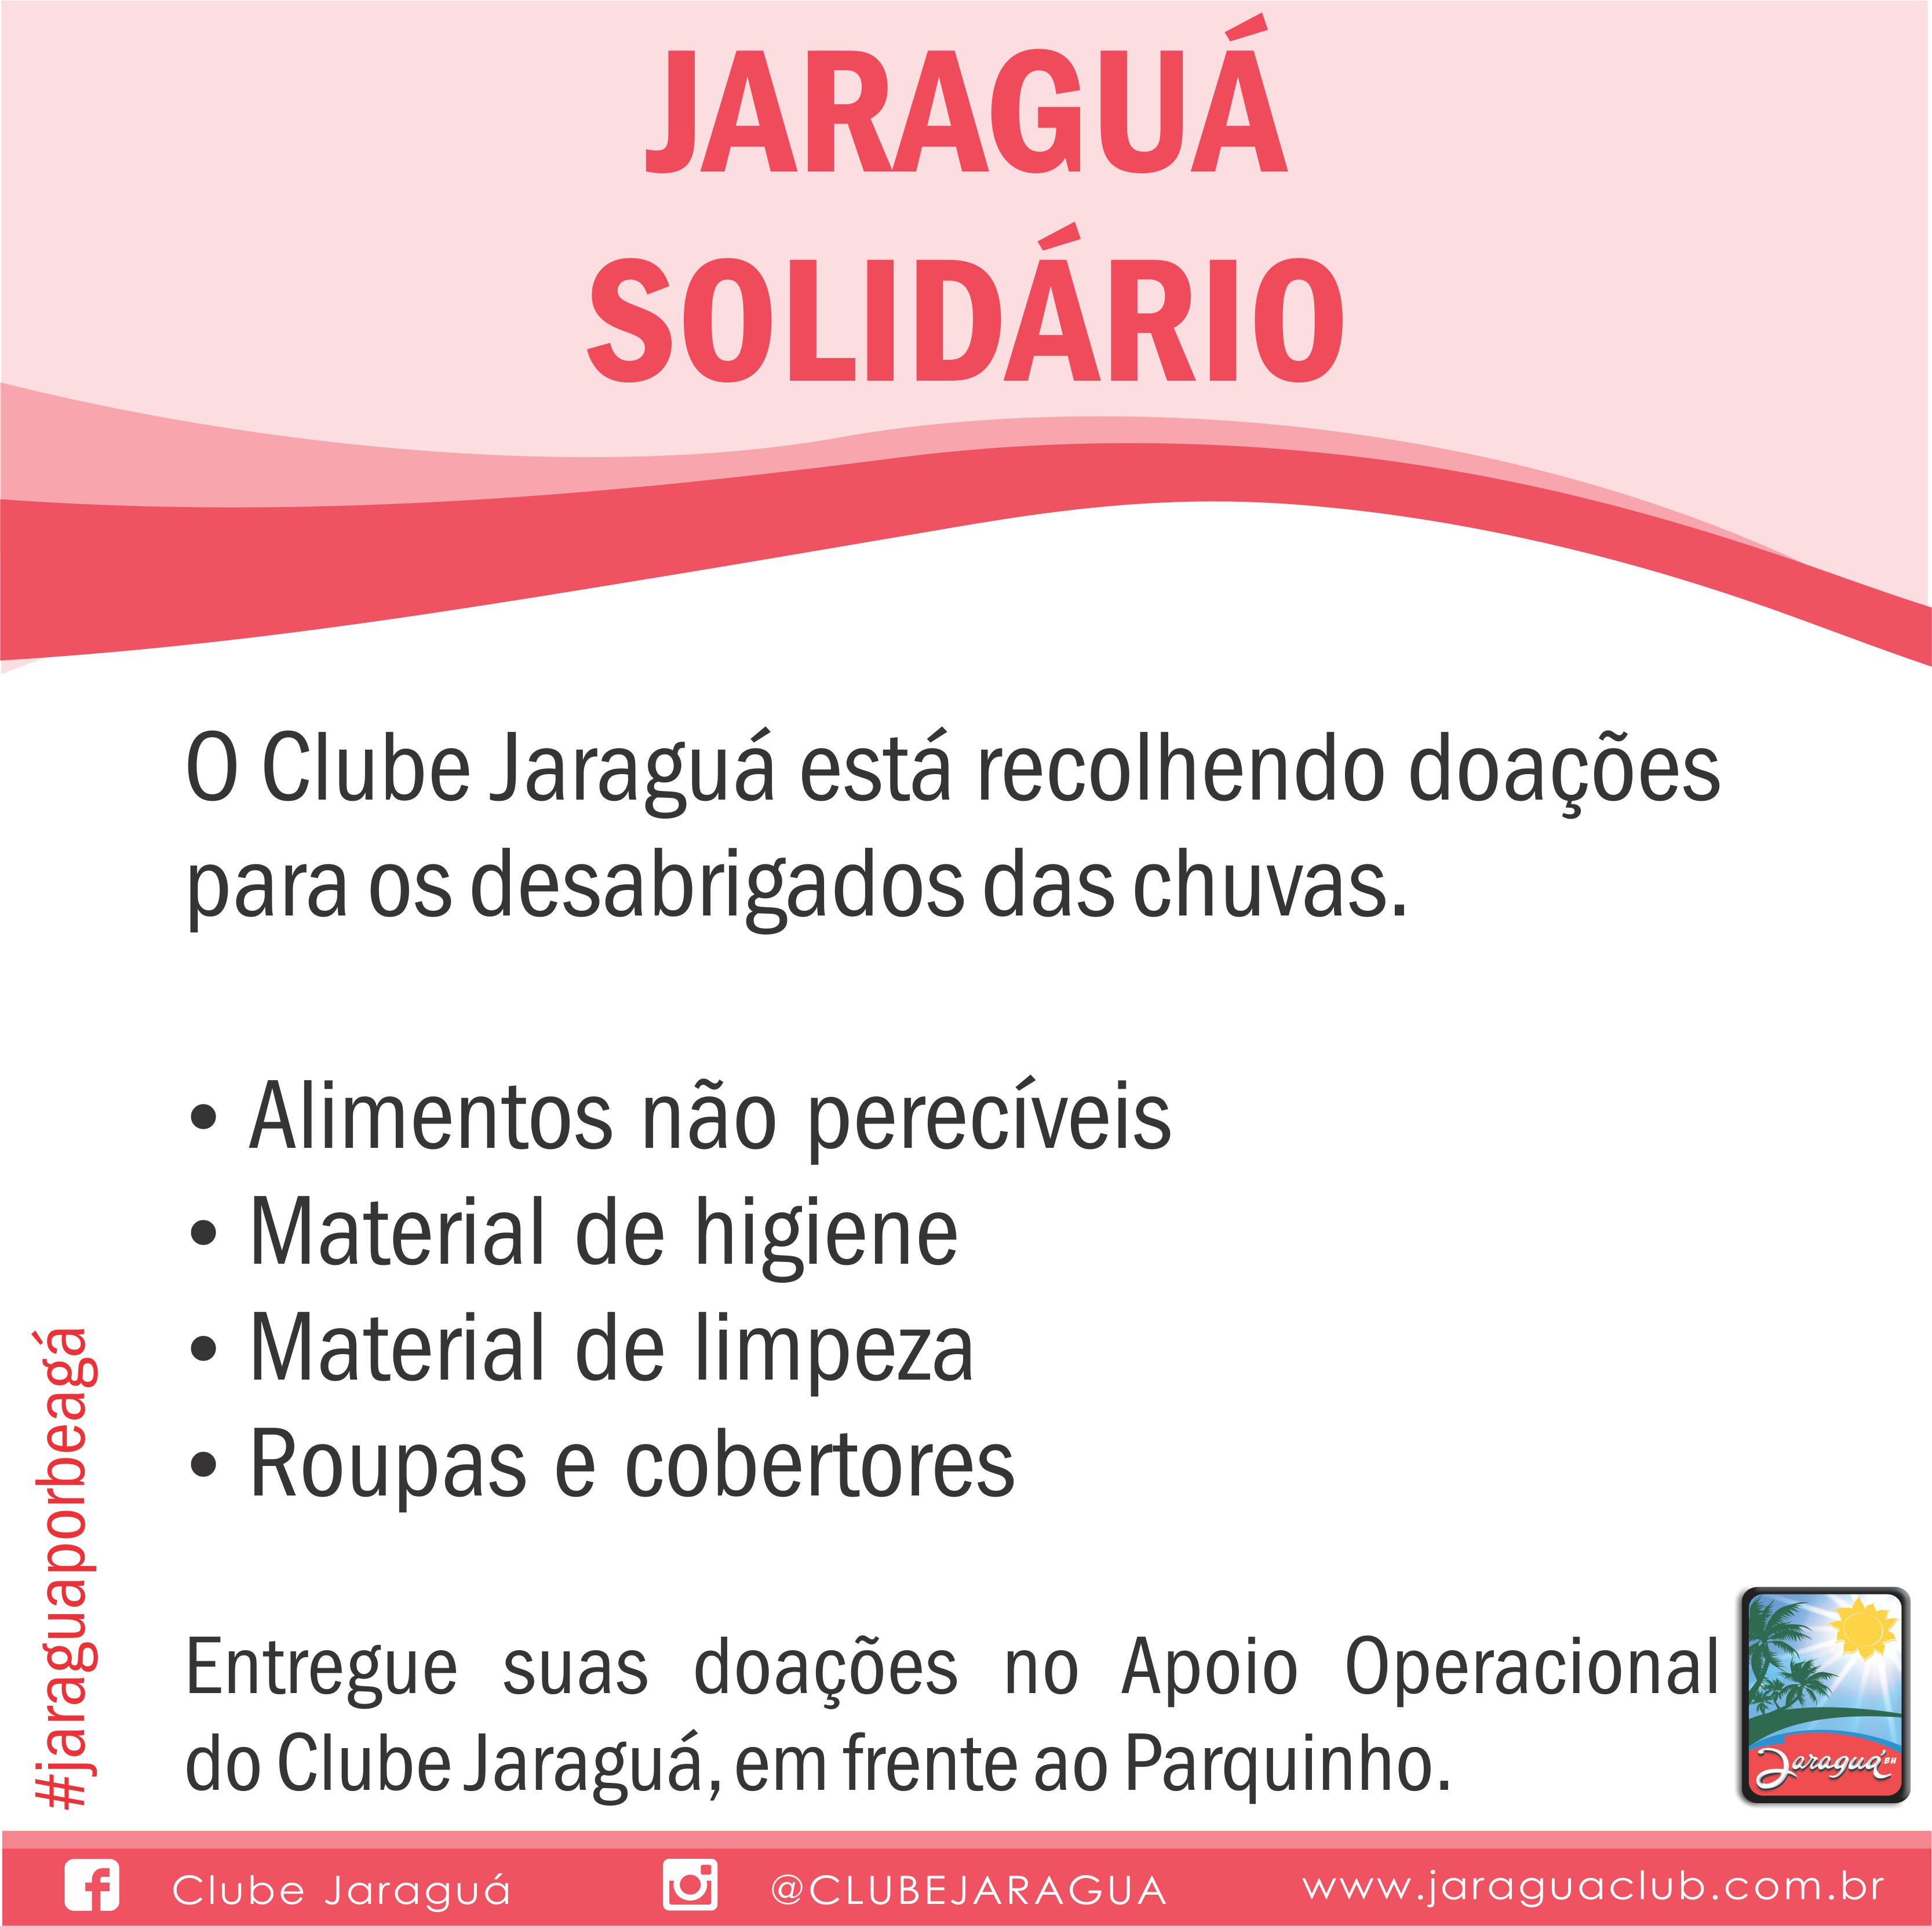 JARAGUÁ
SOLIDÁRIO
O Clube Jaraguá está recolhendo doações
para os desabrigados das chuvas.
• Alimentos não perecíveis
• Material de higiene
• Material de limpeza
• Roupas e cobertores
#jaraguaporbeagá
Entregue suas doações no Apoio Operacional
do Clube Jaraguá, em frente ao Parquinho.
Jaraguá BH
Clube Jaraguá
@CLUBEJARAGUA
www.jaraguaclub.com.br